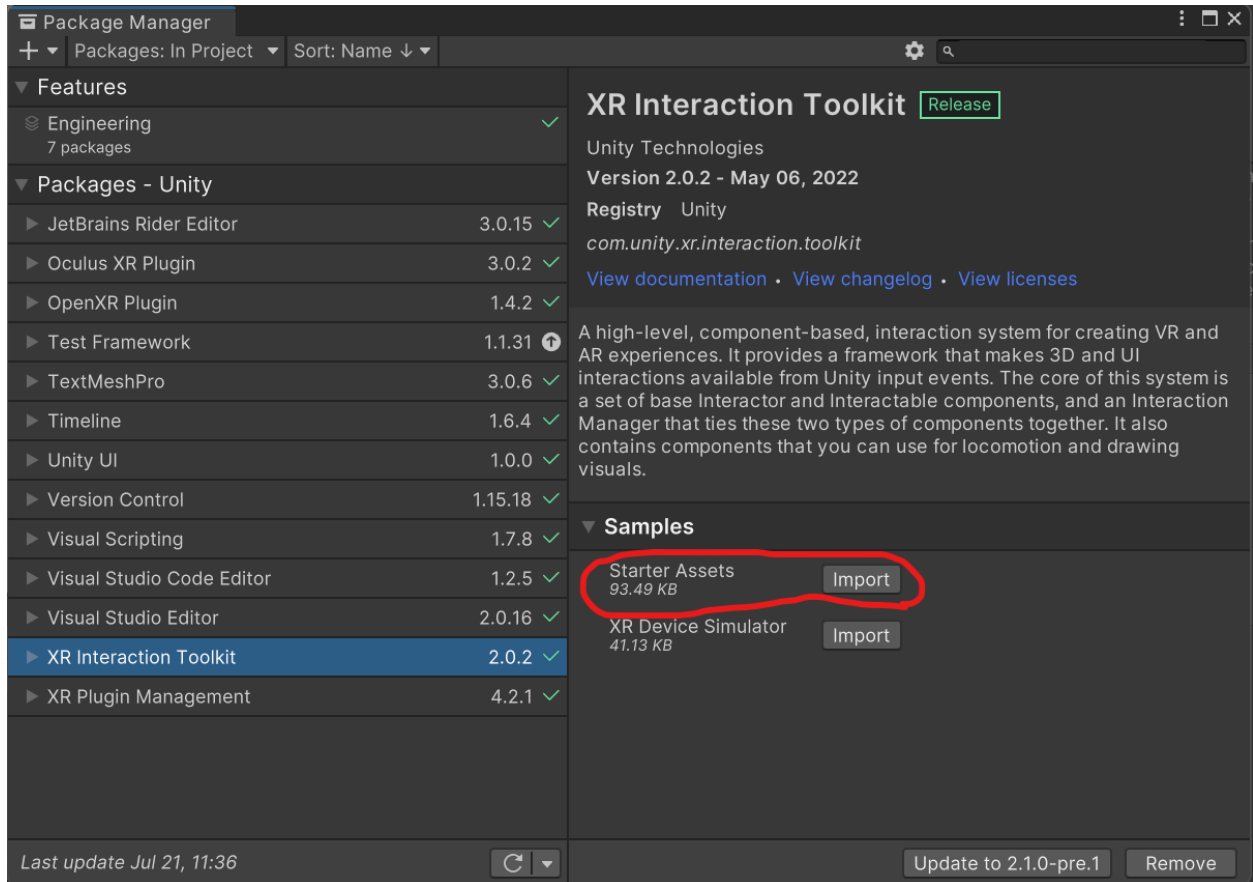 Package Manager
Packages: In Project Sort: Name
Features
Engineering
7 packages
Packages - Unity
JetBrains Rider Editor 3.0.15
Oculus XR Plugin 3.0.2
OpenXR Plugin 1.4.2
Test Framework 1.1.31
TextMeshPro 3.0.6
Timeline 1.6.4
Unity UI 1.0.0
Version Control 1.15.18
Visual Scripting 1.7.8
Visual Studio Code Editor 1.2.5
Visual Studio Editor 2.0.16
XR Interaction Toolkit 2.0.2
XR Plugin Management 4.2.1
Last update Jul 21, 11:36
XR Interaction Toolkit Release
Unity Technologies
Version 2.0.2 - May 06, 2022
Registry Unity
com.unity.xr.interaction.toolkit
View documentation • View changelog • View licenses
A high-level, component-based, interaction system for creating VR and
AR experiences. It provides a framework that makes 3D and UI
interactions available from Unity input events. The core of this system is
a set of base Interactor and Interactable components, and an Interaction
Manager that ties these two types of components together. It also
contains components that you can use for locomotion and drawing
visuals.
Samples
Starter Assets Import
93.49 KB
XR Device Simulator Import
41.13 KB
Update to 2.1.0-pre.1 Remove